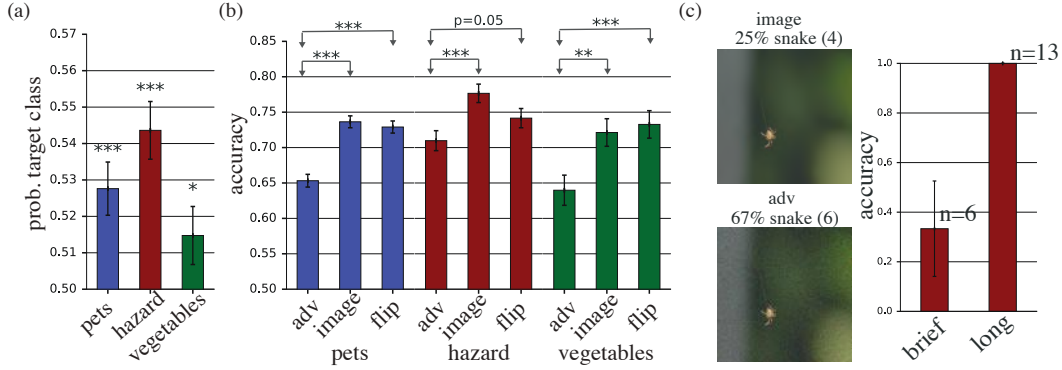 (a)
prob. target class
0.57
0.56
0.55
0.54
0.53
0.52
0.51
0.50
***
***
*
pets
hazard
vegetables
(b)
accuracy
0.85
0.80
0.75
0.70
0.65
0.60
0.55
0.50
***
***
p=0.05
***
***
**
adv
image
flip
adv
image
flip
adv
image
flip
pets
hazard
vegetables
(c)
image
25% snake (4)
adv
67% snake (6)
accuracy
1.0
0.8
0.6
0.4
0.2
0.0
n=13
n=6
brief
long